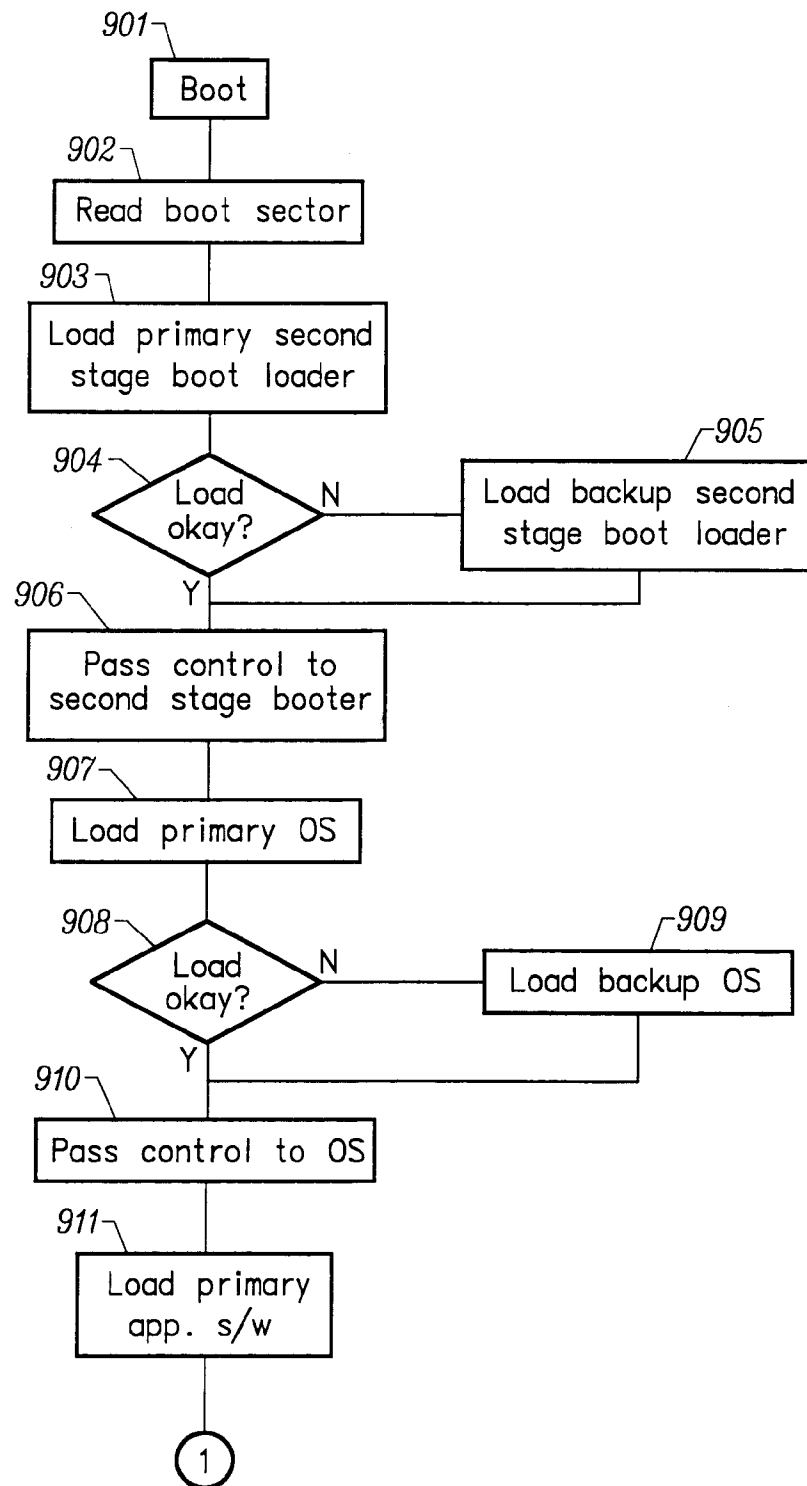 901
Boot
902
Read boot sector
903
Load primary second
stage boot loader
904
Load
okay?
N
Y
905
Load backup second
stage boot loader
906
Pass control to
second stage booter
907
Load primary OS
908
Load
okay?
N
Y
909
Load backup OS
910
Pass control to OS
911
Load primary
app. s/w
1